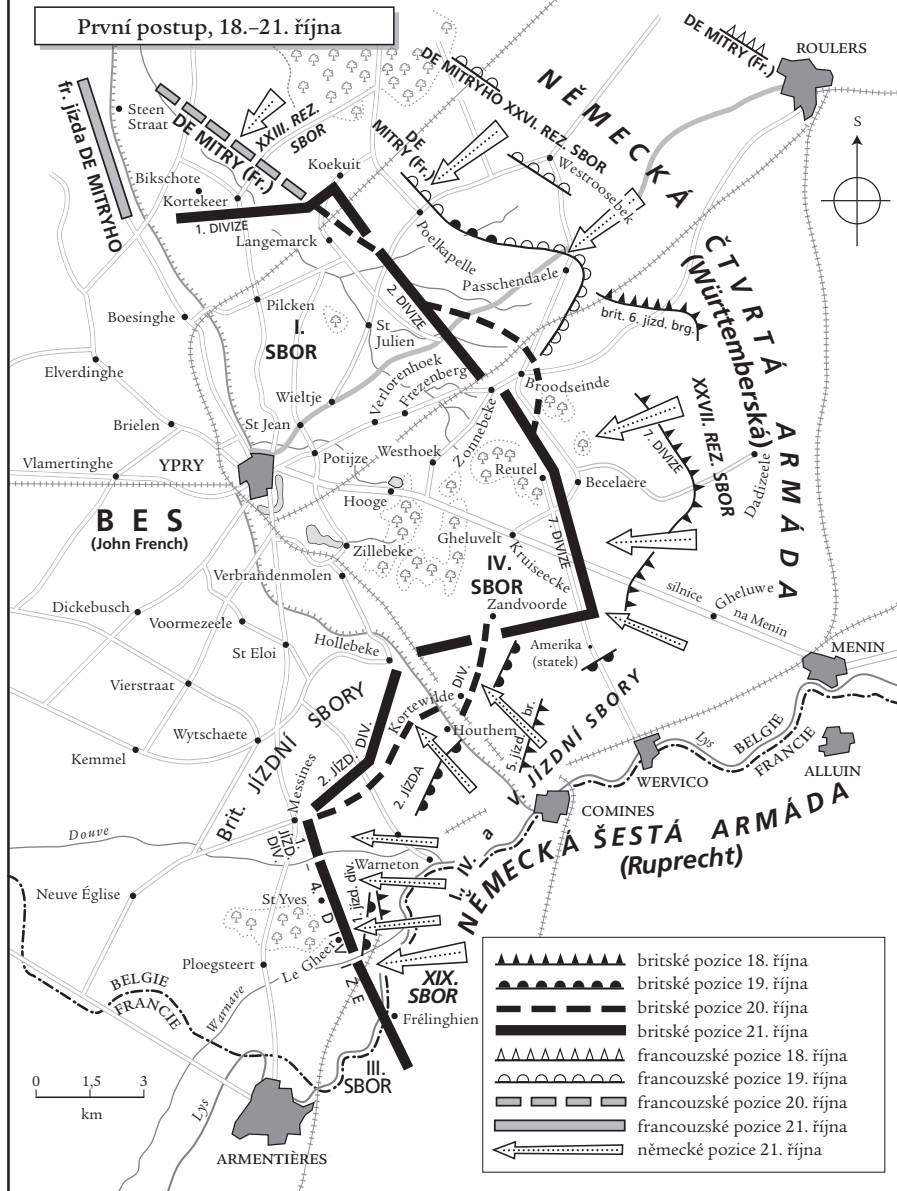 První postup, 18.–21. října
fr. jízda DE MITRYHO
Steen
Straat
DE MITRY (Fr.)
XXIII. REZ.
SBOR
DE MITRYHO XXVI. REZ. SBOR
DE
MITRY (Fr.)
DE MITRY (Fr.)
ROULERS
S
NĚMECKÁ
ČTVRTÁ ARMÁDA
(Württemberská)
Bikschote
Kortekeer
Koekuit
1. DIVIZE
Langemarck
Westroosebek
Poelkapelle
Passchendaele
2. DIVIZE
brit. 6. jízd. brg.
Pilcken
Boesinghe
I.
SBOR
St
Julien
Elverdinghe
Wieltje
Verlorenhoek
Frezenberg
Broodseinde
Brielen
St Jean
Zonnebeke
XXVII. REZ. SBOR
7. DIVIZE
Vlamertinghe
YPRY
Potijze
Westhoek
Reutel
Becelaere
Dadizeele
Hooge
BES
(John French)
Gheluvelt
Kruiseecke
7. DIVIZE
Zillebeke
Verbrandenmolen
IV.
SBOR
Zandvoorde
silnice
Gheluwe
na Menin
Dickebusch
Voormezeele
St Eloi
Hollebeke
Amerika
(statek)
MENIN
Vierstraat
Kortewilde
DIV.
Houthem
Wytschaete
Kemmel
Brit. JÍZDNÍ SBORY
2. JÍZD. DIV.
2. JÍZDA
5. jízd. br.
Lys
BELGIE
FRANCIE
WERVICO
ALLUIN
COMINES
Messines
I., IV. a V. JÍZDNÍ SBORY
NĚMECKÁ ŠESTÁ ARMÁDA
(Ruprecht)
Douve
1.
JÍZD.
DIV.
Warneton
Neuve Église
St Yves
1. jízd. div.
4. DIVIZE
Ploegsteert
Le Gheer
XIX.
SBOR
BELGIE
FRANCIE
Warnave
Frélinghien
III.
SBOR
0 1,5 3
km
Lys
ARMENTIÈRES
britské pozice 18. října
britské pozice 19. října
britské pozice 20. října
britské pozice 21. října
francouzské pozice 18. října
francouzské pozice 19. října
francouzské pozice 20. října
francouzské pozice 21. října
německé pozice 21. října